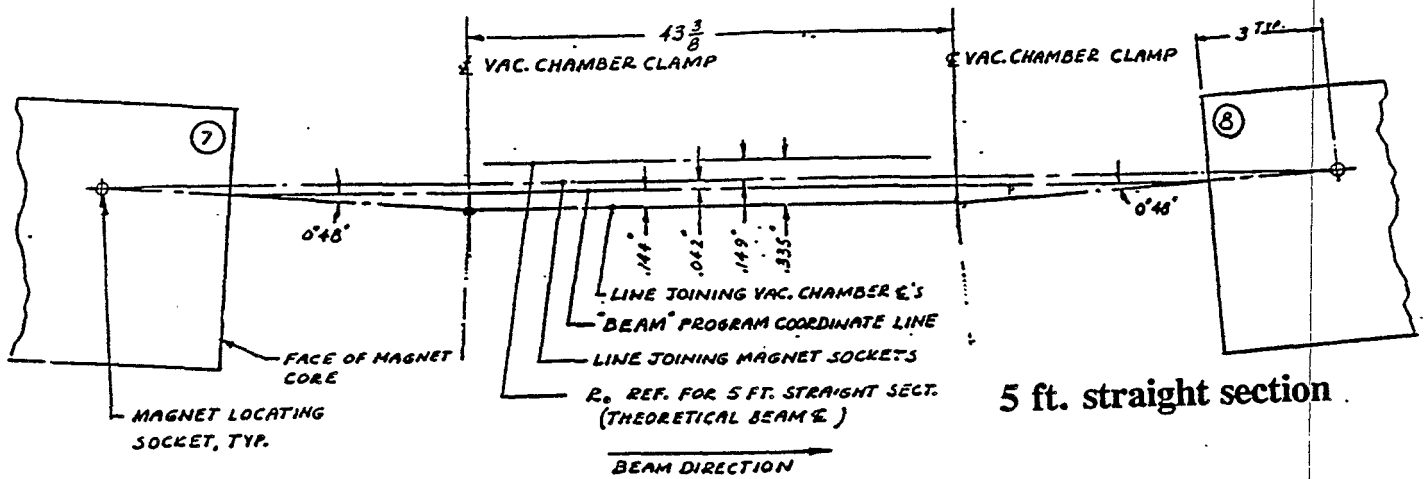 43 3/8
3 TYP.
℄ VAC. CHAMBER CLAMP
℄ VAC. CHAMBER CLAMP
7
8
0°48'
0°48'
.144"
.042"
.149"
.335"
LINE JOINING VAC. CHAMBER ℄'S
"BEAM" PROGRAM COORDINATE LINE
LINE JOINING MAGNET SOCKETS
R₀ REF. FOR 5 FT. STRAIGHT SECT.
(THEORETICAL BEAM ℄)
FACE OF MAGNET
CORE
MAGNET LOCATING
SOCKET, TYP.
5 ft. straight section
BEAM DIRECTION